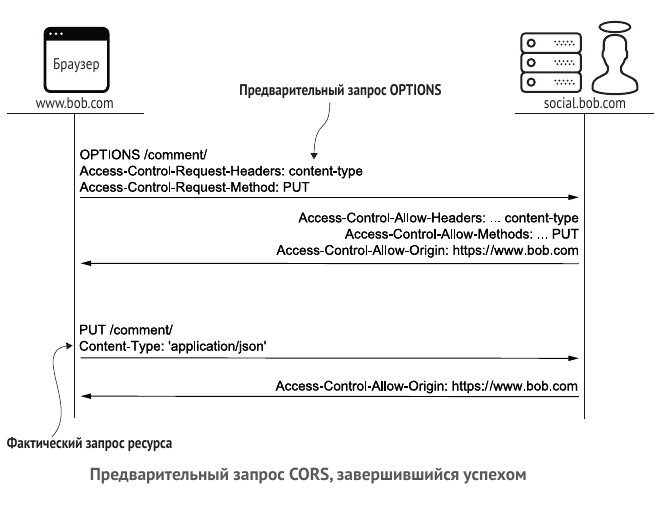 Браузер
www.bob.com
social.bob.com
Предварительный запрос OPTIONS
OPTIONS /comment/
Access-Control-Request-Headers: content-type
Access-Control-Request-Method: PUT
Access-Control-Allow-Headers: ... content-type
Access-Control-Allow-Methods: ... PUT
Access-Control-Allow-Origin: https://www.bob.com
PUT /comment/
Content-Type: 'application/json'
Access-Control-Allow-Origin: https://www.bob.com
Фактический запрос ресурса
Предварительный запрос CORS, завершившийся успехом